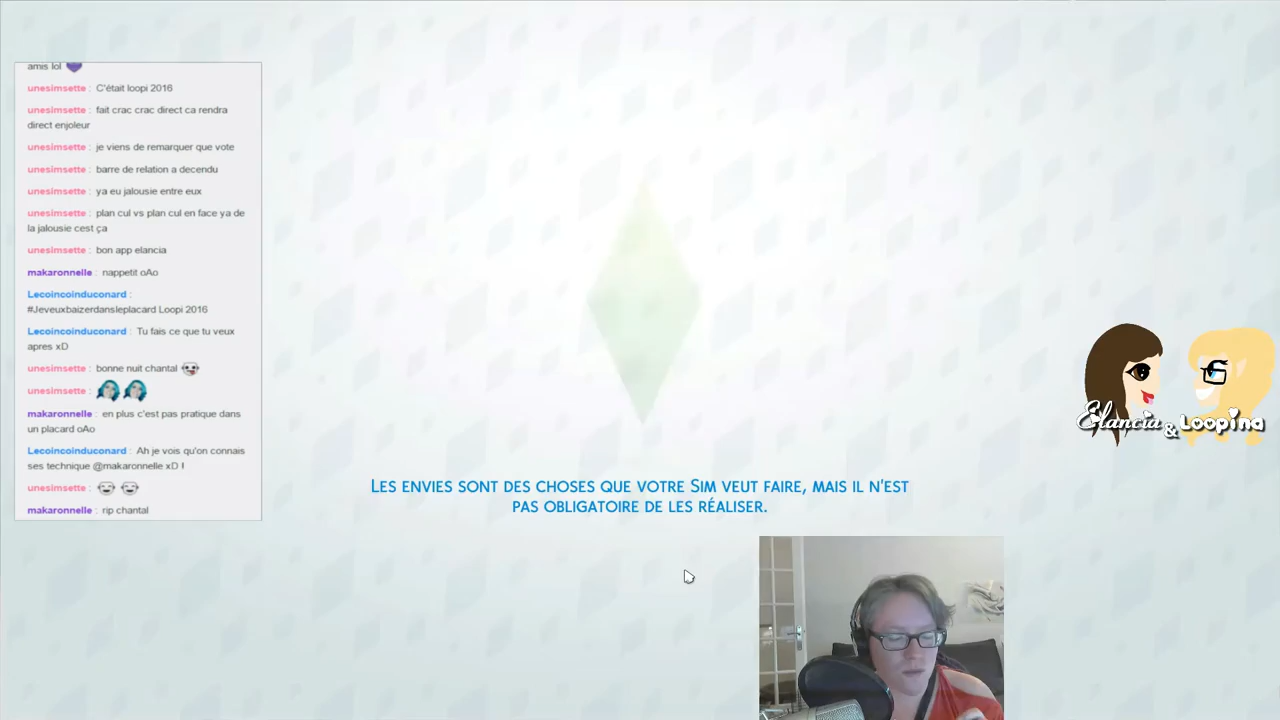 amis lol
unesimsette : C'était loopi 2016
unesimsette : fait crac crac direct ca rendra
direct enjoleur
unesimsette : je viens de remarquer que vote
unesimsette : barre de relation a decendu
unesimsette : ya eu jalousie entre eux
unesimsette : plan cul vs plan cul en face ya de
la jalousie cest ça
unesimsette : bon app elancia
makaronnelle : nappetit oAo
Lecoincoinduconard :
#Jeveuxbaizerdansleplacard Loopi 2016
Lecoincoinduconard : Tu fais ce que tu veux
apres xD
unesimsette : bonne nuit chantal
unesimsette :
makaronnelle : en plus c'est pas pratique dans
un placard oAo
Lecoincoinduconard : Ah je vois qu'on connais
ses technique @makaronnelle xD !
unesimsette :
makaronnelle : rip chantal
Elancia & Loopina
Les envies sont des choses que votre Sim veut faire, mais il n'est
pas obligatoire de les réaliser.